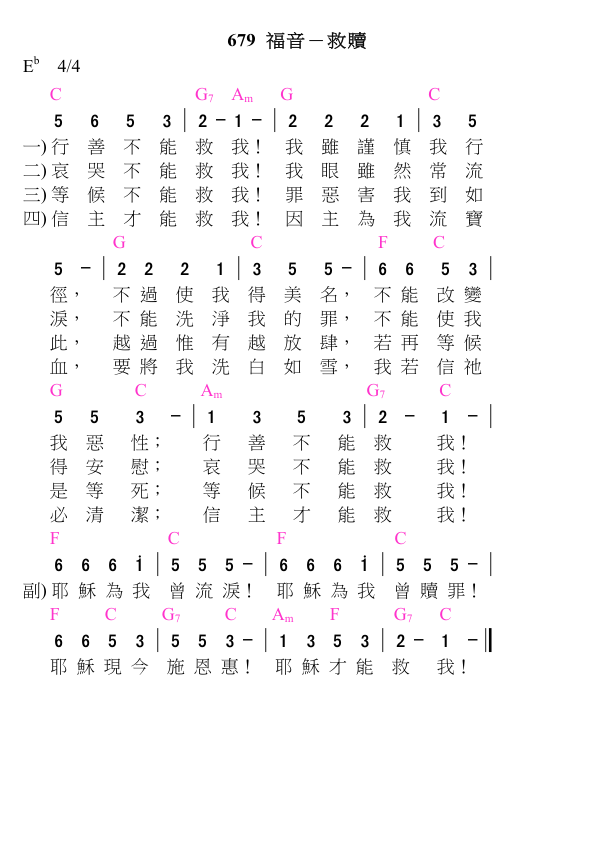 679 福音－救贖
E♭ 4/4
C G7 Am G C
5 6 5 3 | 2 － 1 － | 2 2 2 1 | 3 5
一) 行 善 不 能 救 我！ 我 雖 謹 慎 我 行
二) 哀 哭 不 能 救 我！ 我 眼 雖 然 常 流
三) 等 候 不 能 救 我！ 罪 惡 害 我 到 如
四) 信 主 才 能 救 我！ 因 主 為 我 流 寶
G C F C
5 － | 2 2 2 1 | 3 5 5 － | 6 6 5 3 |
徑， 不 過 使 我 得 美 名， 不 能 改 變
淚， 不 能 洗 淨 我 的 罪， 不 能 使 我
此， 越 過 惟 有 越 放 肆， 若 再 等 候
血， 要 將 我 洗 白 如 雪， 我 若 信 祂
G C Am G7 C
5 5 3 － | 1 3 5 3 | 2 － 1 － |
我 惡 性； 行 善 不 能 救 我！
得 安 慰； 哀 哭 不 能 救 我！
是 等 死； 等 候 不 能 救 我！
必 清 潔； 信 主 才 能 救 我！
F C F C
6 6 6 i | 5 5 5 － | 6 6 6 i | 5 5 5 － |
副) 耶 穌 為 我 曾 流 淚！ 耶 穌 為 我 曾 贖 罪！
F C G7 C Am F G7 C
6 6 5 3 | 5 5 3 － | 1 3 5 3 | 2 － 1 － ‖
耶 穌 現 今 施 恩 惠！ 耶 穌 才 能 救 我！